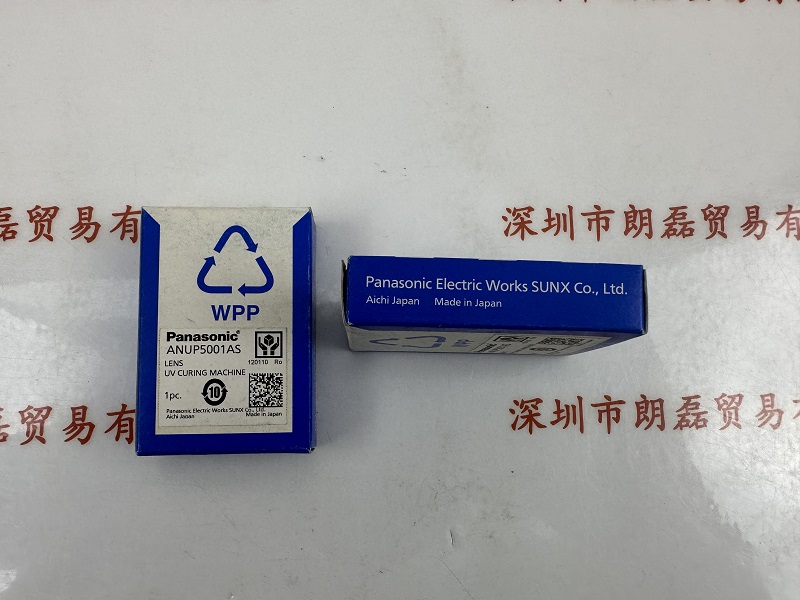 深圳市朗磊贸易有
磊贸易有
WPP
Panasonic
ANUP5001AS
LENS
120110 Ro
UV CURING MACHINE
1pc.
10
Panasonic Electric Works SUNX Co., Ltd.
Aichi Japan Made in Japan
Panasonic Electric Works SUNX Co., Ltd.
Aichi Japan Made in Japan
磊贸易有
深圳市朗磊贸易有